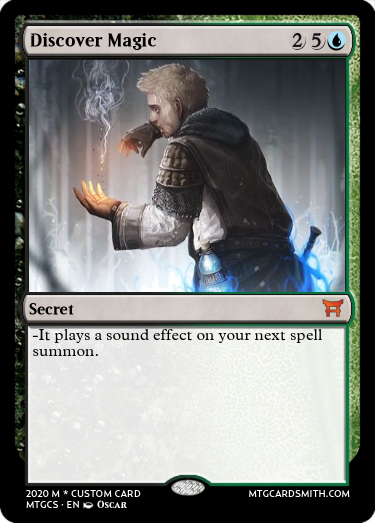 Discover Magic 2 5
Secret
-It plays a sound effect on your next spell
summon.
2020 M * CUSTOM CARD MTGCARDSMITH.COM
MTGCS · EN OSCAR